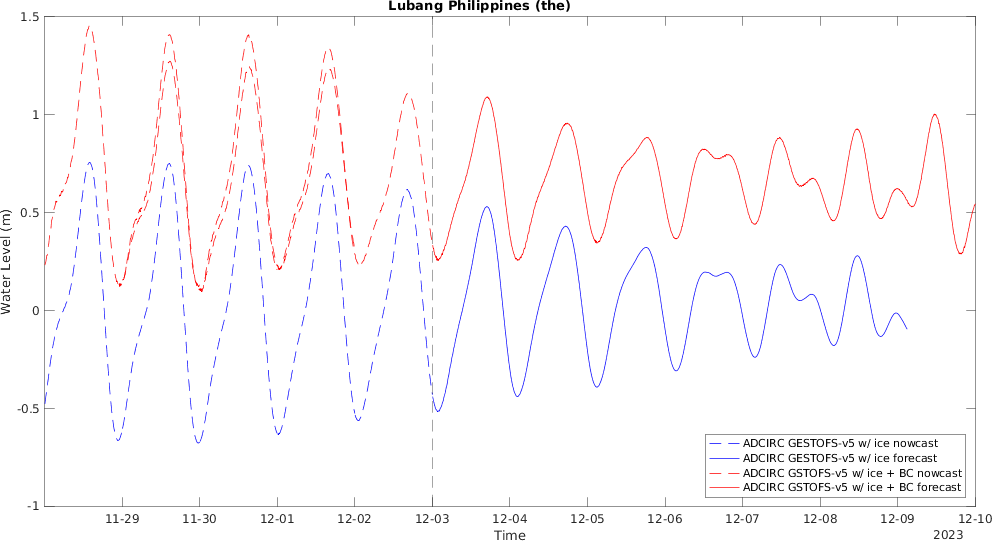 Lubang Philippines (the)
Water Level (m)
1.5
1
0.5
0
-0.5
-1
11-29
11-30
12-01
12-02
12-03
12-04
12-05
12-06
12-07
12-08
12-09
12-10
Time
2023
ADCIRC GESTOFS-v5 w/ ice nowcast
ADCIRC GESTOFS-v5 w/ ice forecast
ADCIRC GSTOFS-v5 w/ ice + BC nowcast
ADCIRC GSTOFS-v5 w/ ice + BC forecast